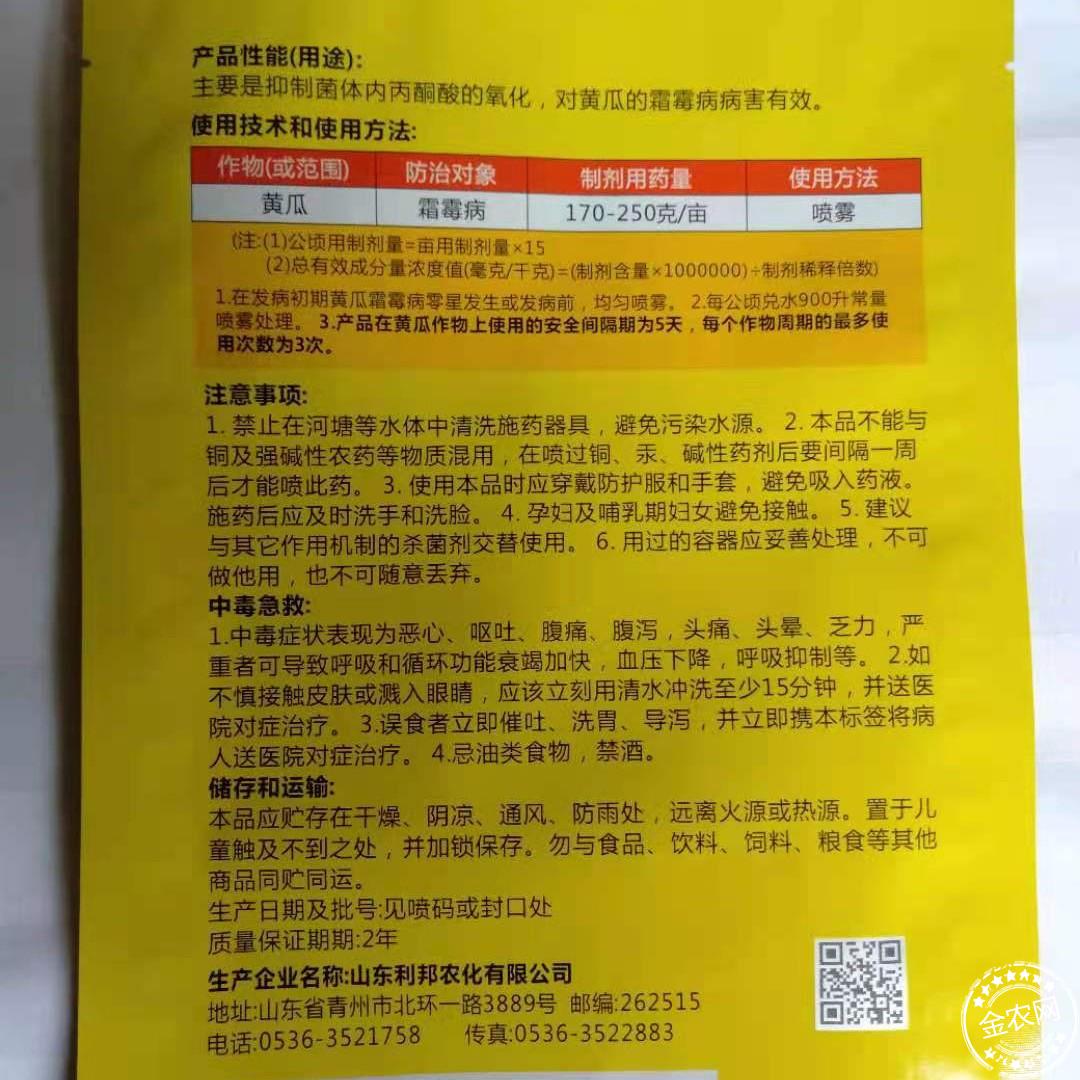 产品性能(用途):
主要是抑制菌体内丙酮酸的氧化，对黄瓜的霜霉病病害有效。
使用技术和使用方法:
作物(或范围) 防治对象 制剂用药量 使用方法
黄瓜 霜霉病 170-250克/亩 喷雾
(注:(1)公顷用制剂量=亩用制剂量×15
(2)总有效成分量浓度值(毫克/千克)=(制剂含量×1000000)÷制剂稀释倍数)
1.在发病初期黄瓜霜霉病零星发生或发病前，均匀喷雾。 2.每公顷兑水900升常量
喷雾处理。 3.产品在黄瓜作物上使用的安全间隔期为5天，每个作物周期的最多使
用次数为3次。
注意事项:
1. 禁止在河塘等水体中清洗施药器具，避免污染水源。 2. 本品不能与
铜及强碱性农药等物质混用，在喷过铜、汞、碱性药剂后要间隔一周
后才能喷此药。 3. 使用本品时应穿戴防护服和手套，避免吸入药液。
施药后应及时洗手和洗脸。 4. 孕妇及哺乳期妇女避免接触。 5. 建议
与其它作用机制的杀菌剂交替使用。 6. 用过的容器应妥善处理，不可
做他用，也不可随意丢弃。
中毒急救:
1.中毒症状表现为恶心、呕吐、腹痛、腹泻，头痛、头晕、乏力，严
重者可导致呼吸和循环功能衰竭加快，血压下降，呼吸抑制等。 2.如
不慎接触皮肤或溅入眼睛，应该立刻用清水冲洗至少15分钟，并送医
院对症治疗。 3.误食者立即催吐、洗胃、导泻，并立即携本标签将病
人送医院对症治疗。 4.忌油类食物，禁酒。
储存和运输:
本品应贮存在干燥、阴凉、通风、防雨处，远离火源或热源。置于儿
童触及不到之处，并加锁保存。勿与食品、饮料、饲料、粮食等其他
商品同贮同运。
生产日期及批号:见喷码或封口处
质量保证期期:2年
生产企业名称:山东利邦农化有限公司
地址:山东省青州市北环一路3889号 邮编:262515
电话:0536-3521758 传真:0536-3522883
金农网